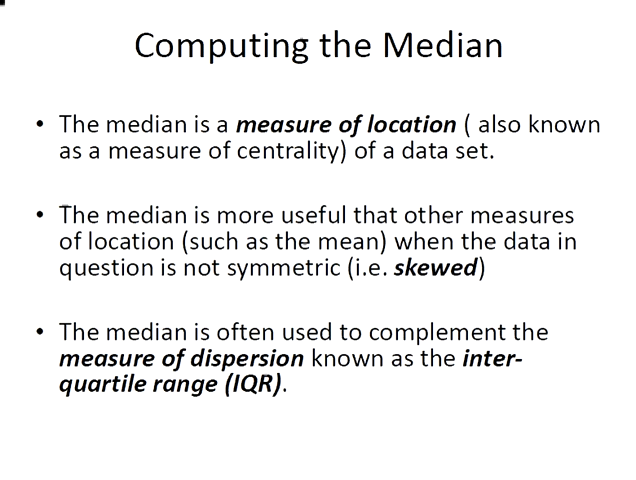 Computing the Median
• The median is a measure of location ( also known
as a measure of centrality) of a data set.
• The median is more useful that other measures
of location (such as the mean) when the data in
question is not symmetric (i.e. skewed)
• The median is often used to complement the
measure of dispersion known as the inter-
quartile range (IQR).